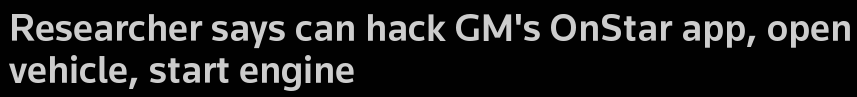 Researcher says can hack GM's OnStar app, open
vehicle, start engine